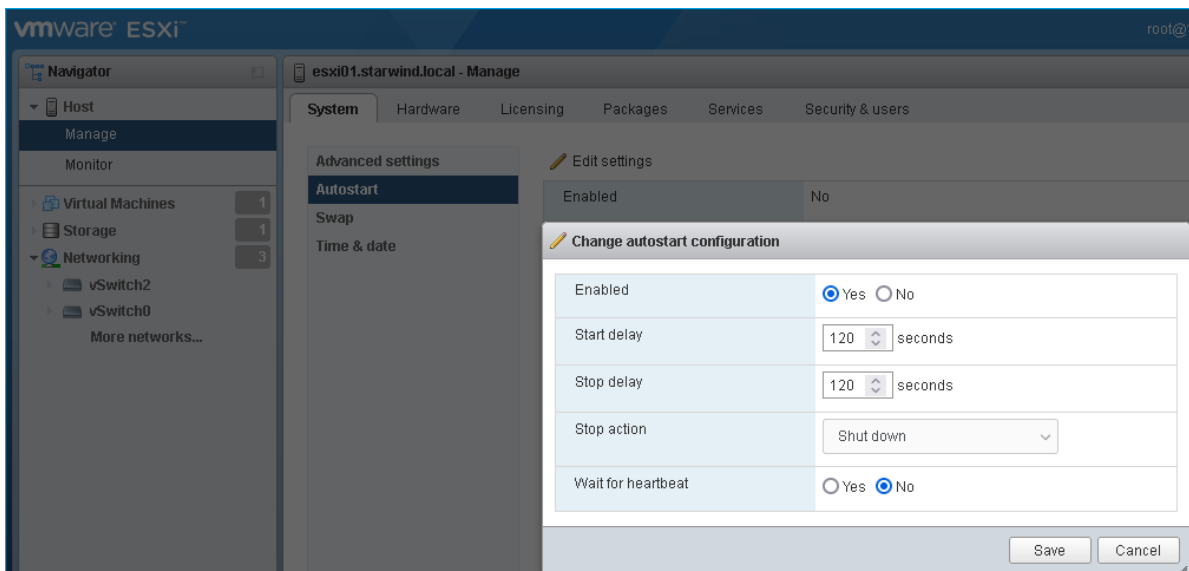 vmware ESXi™
root@
Navigator
esxi01.starwind.local - Manage
Host
Manage
Monitor
Virtual Machines 1
Storage 1
Networking 3
vSwitch2
vSwitch0
More networks...
System Hardware Licensing Packages Services Security & users
Advanced settings
Autostart
Swap
Time & date
Edit settings
Enabled No
Change autostart configuration
Enabled Yes No
Start delay 120 seconds
Stop delay 120 seconds
Stop action Shut down
Wait for heartbeat Yes No
Save Cancel